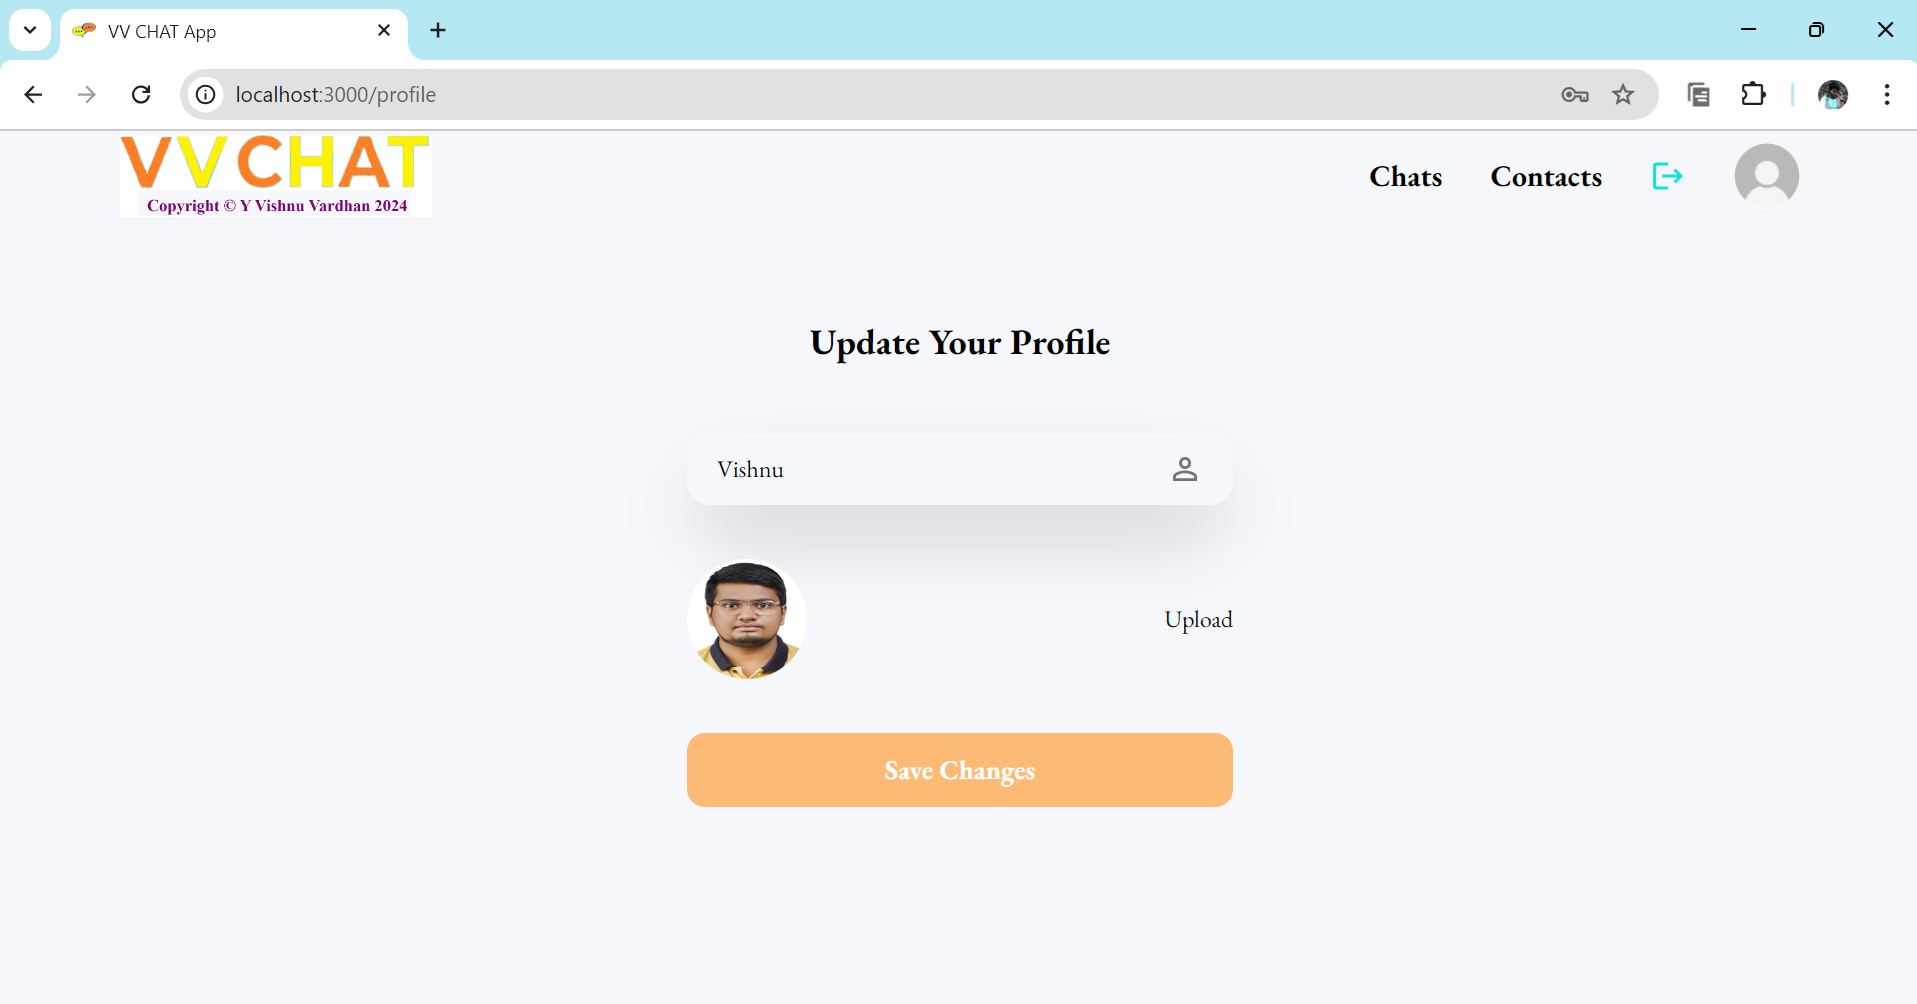 VV CHAT App
localhost:3000/profile
VVCHAT
Copyright © Y Vishnu Vardhan 2024
Chats
Contacts
Update Your Profile
Vishnu
Upload
Save Changes